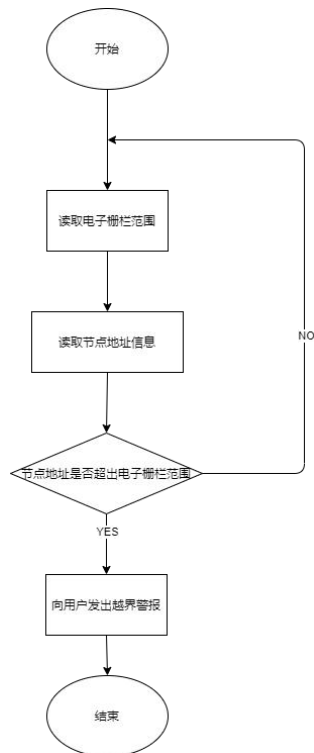 开始
读取电子栅栏范围
读取节点地址信息
NO
节点地址是否超出电子栅栏范围
YES
向用户发出越界警报
结束